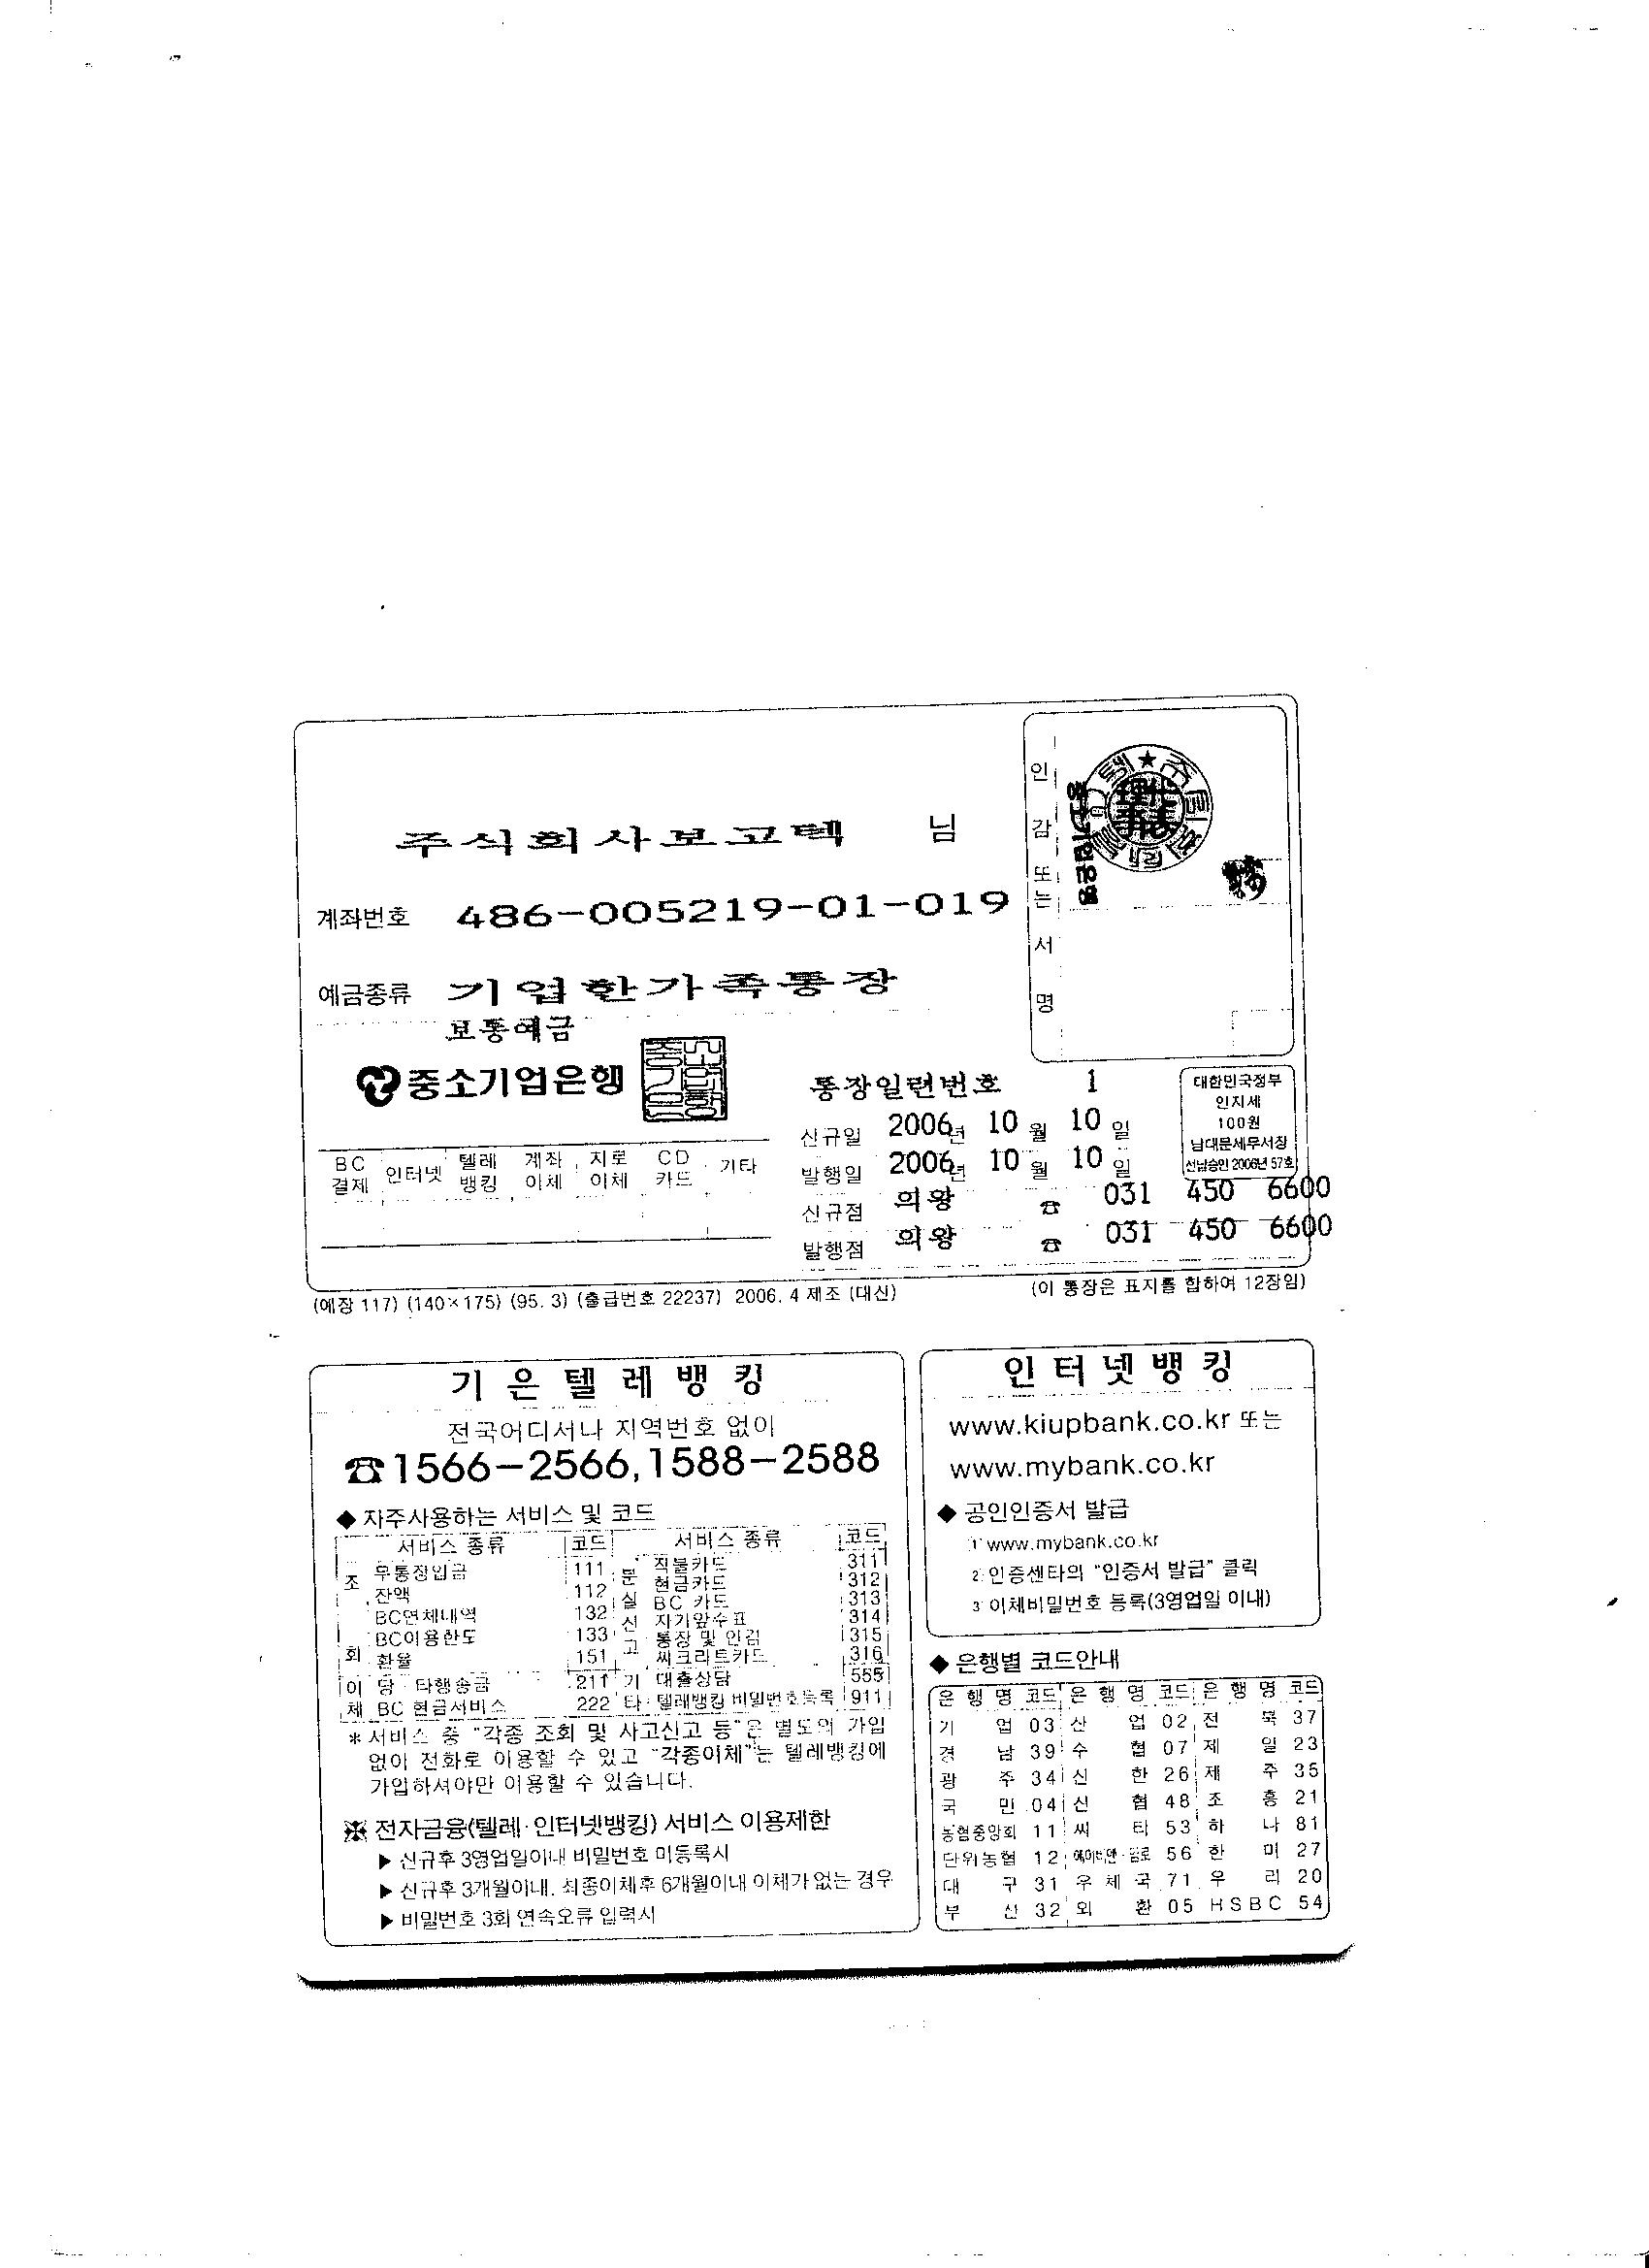 주식회사보고텍 님
계좌번호 486-005219-01-019
예금종류 기업한가족통장
보통예금
중소기업은행
인감 또는 서명
중소기업은행
통장일련번호 1
신규일 2006년 10월 10일
발행일 2006년 10월 10일
신규점 의왕 ☎ 031 450 6600
발행점 의왕 ☎ 031 450 6600
대한민국정부
인지세
100원
남대문세무서장
선납승인 2006년 57호
BC결제 인터넷 텔레뱅킹 계좌이체 지로이체 CD카드 기타
(예장 117) (140×175) (95. 3) (출급번호 22237) 2006. 4 제조 (대신)
(이 통장은 표지를 합하여 12장임)
기은텔레뱅킹
전국어디서나 지역번호 없이
☎1566-2566, 1588-2588
◆ 자주사용하는 서비스 및 코드
서비스 종류 코드 서비스 종류 코드
조회 무통장입금 111 분실신고 직불카드 311
잔액 112 현금카드 312
BC연체내역 132 BC 카드 313
BC이용한도 133 자기앞수표 314
환율 151 통장 및 인감 315
씨크리트카드 316
이체 당·타행송금 211 기타 대출상담 555
BC 현금서비스 222 텔레뱅킹 비밀번호등록 911
* 서비스 중 "각종 조회 및 사고신고 등"은 별도의 가입
없이 전화로 이용할 수 있고 "각종이체"는 텔레뱅킹에
가입하셔야만 이용할 수 있습니다.
※ 전자금융(텔레·인터넷뱅킹) 서비스 이용제한
▶ 신규후 3영업일이내 비밀번호 미등록시
▶ 신규후 3개월이내, 최종이체후 6개월이내 이체가 없는 경우
▶ 비밀번호 3회 연속오류 입력시
인터넷뱅킹
www.kiupbank.co.kr 또는
www.mybank.co.kr
◆ 공인인증서 발급
1 www.mybank.co.kr
2 인증센타의 "인증서 발급" 클릭
3 이체비밀번호 등록(3영업일 이내)
◆ 은행별 코드안내
은행명 코드 은행명 코드 은행명 코드
기업 03 산업 02 전북 37
경남 39 수협 07 제일 23
광주 34 신한 26 제주 35
국민 04 신협 48 조흥 21
농협중앙회 11 씨티 53 하나 81
단위농협 12 에이비엔·암로 56 한미 27
대구 31 우체국 71 우리 20
부산 32 외환 05 HSBC 54